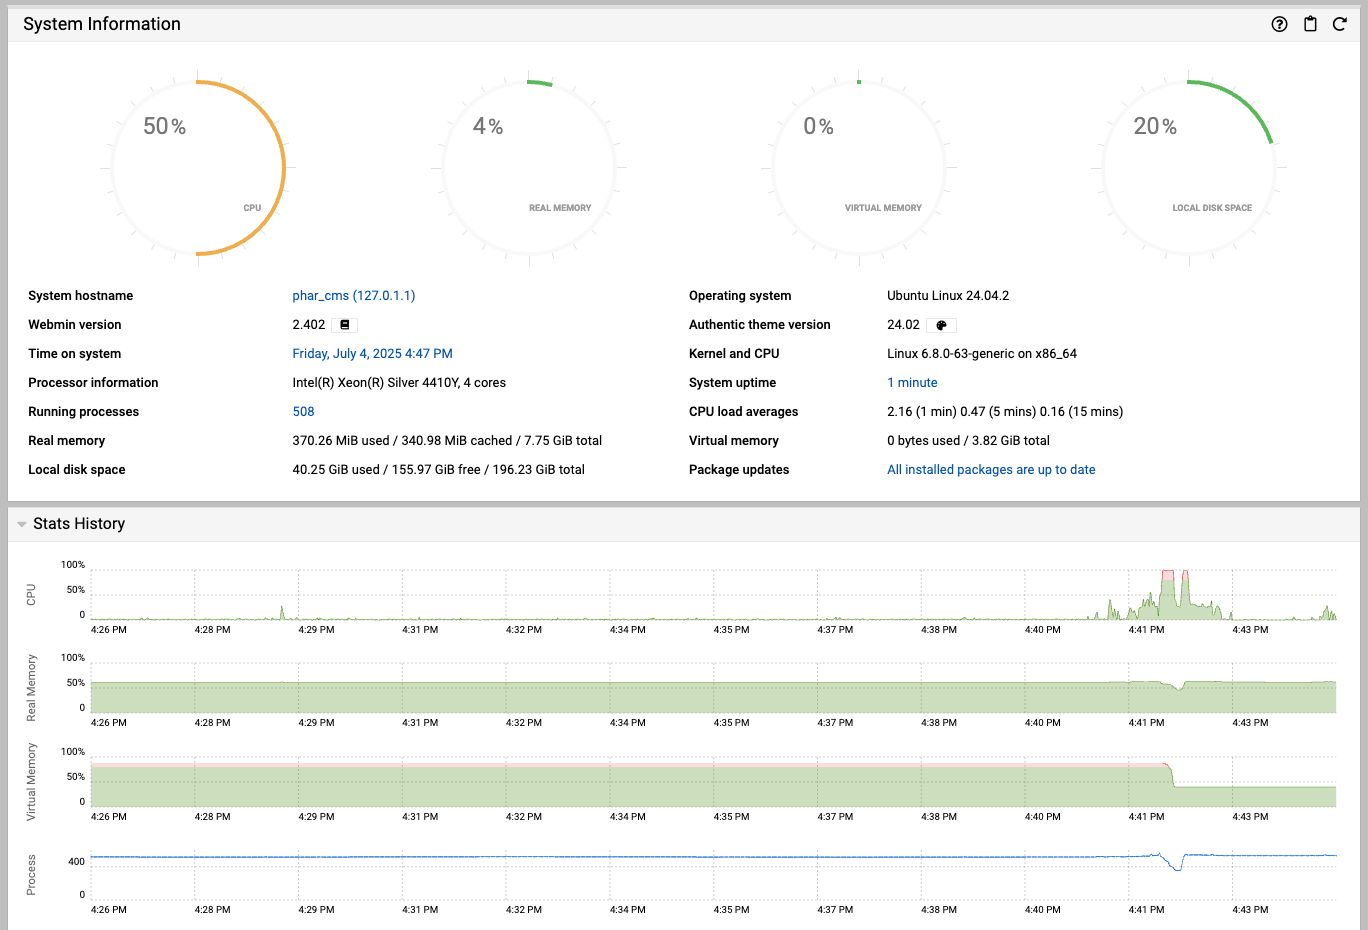 System Information
50%
CPU
4%
REAL MEMORY
0%
VIRTUAL MEMORY
20%
LOCAL DISK SPACE
System hostname phar_cms (127.0.1.1) Operating system Ubuntu Linux 24.04.2
Webmin version 2.402 Authentic theme version 24.02
Time on system Friday, July 4, 2025 4:47 PM Kernel and CPU Linux 6.8.0-63-generic on x86_64
Processor information Intel(R) Xeon(R) Silver 4410Y, 4 cores System uptime 1 minute
Running processes 508 CPU load averages 2.16 (1 min) 0.47 (5 mins) 0.16 (15 mins)
Real memory 370.26 MiB used / 340.98 MiB cached / 7.75 GiB total Virtual memory 0 bytes used / 3.82 GiB total
Local disk space 40.25 GiB used / 155.97 GiB free / 196.23 GiB total Package updates All installed packages are up to date
Stats History
CPU
100%
50%
0
4:26 PM 4:28 PM 4:29 PM 4:31 PM 4:32 PM 4:34 PM 4:35 PM 4:37 PM 4:38 PM 4:40 PM 4:41 PM 4:43 PM
Real Memory
100%
50%
0
4:26 PM 4:28 PM 4:29 PM 4:31 PM 4:32 PM 4:34 PM 4:35 PM 4:37 PM 4:38 PM 4:40 PM 4:41 PM 4:43 PM
Virtual Memory
100%
50%
0
4:26 PM 4:28 PM 4:29 PM 4:31 PM 4:32 PM 4:34 PM 4:35 PM 4:37 PM 4:38 PM 4:40 PM 4:41 PM 4:43 PM
Process
400
0
4:26 PM 4:28 PM 4:29 PM 4:31 PM 4:32 PM 4:34 PM 4:35 PM 4:37 PM 4:38 PM 4:40 PM 4:41 PM 4:43 PM